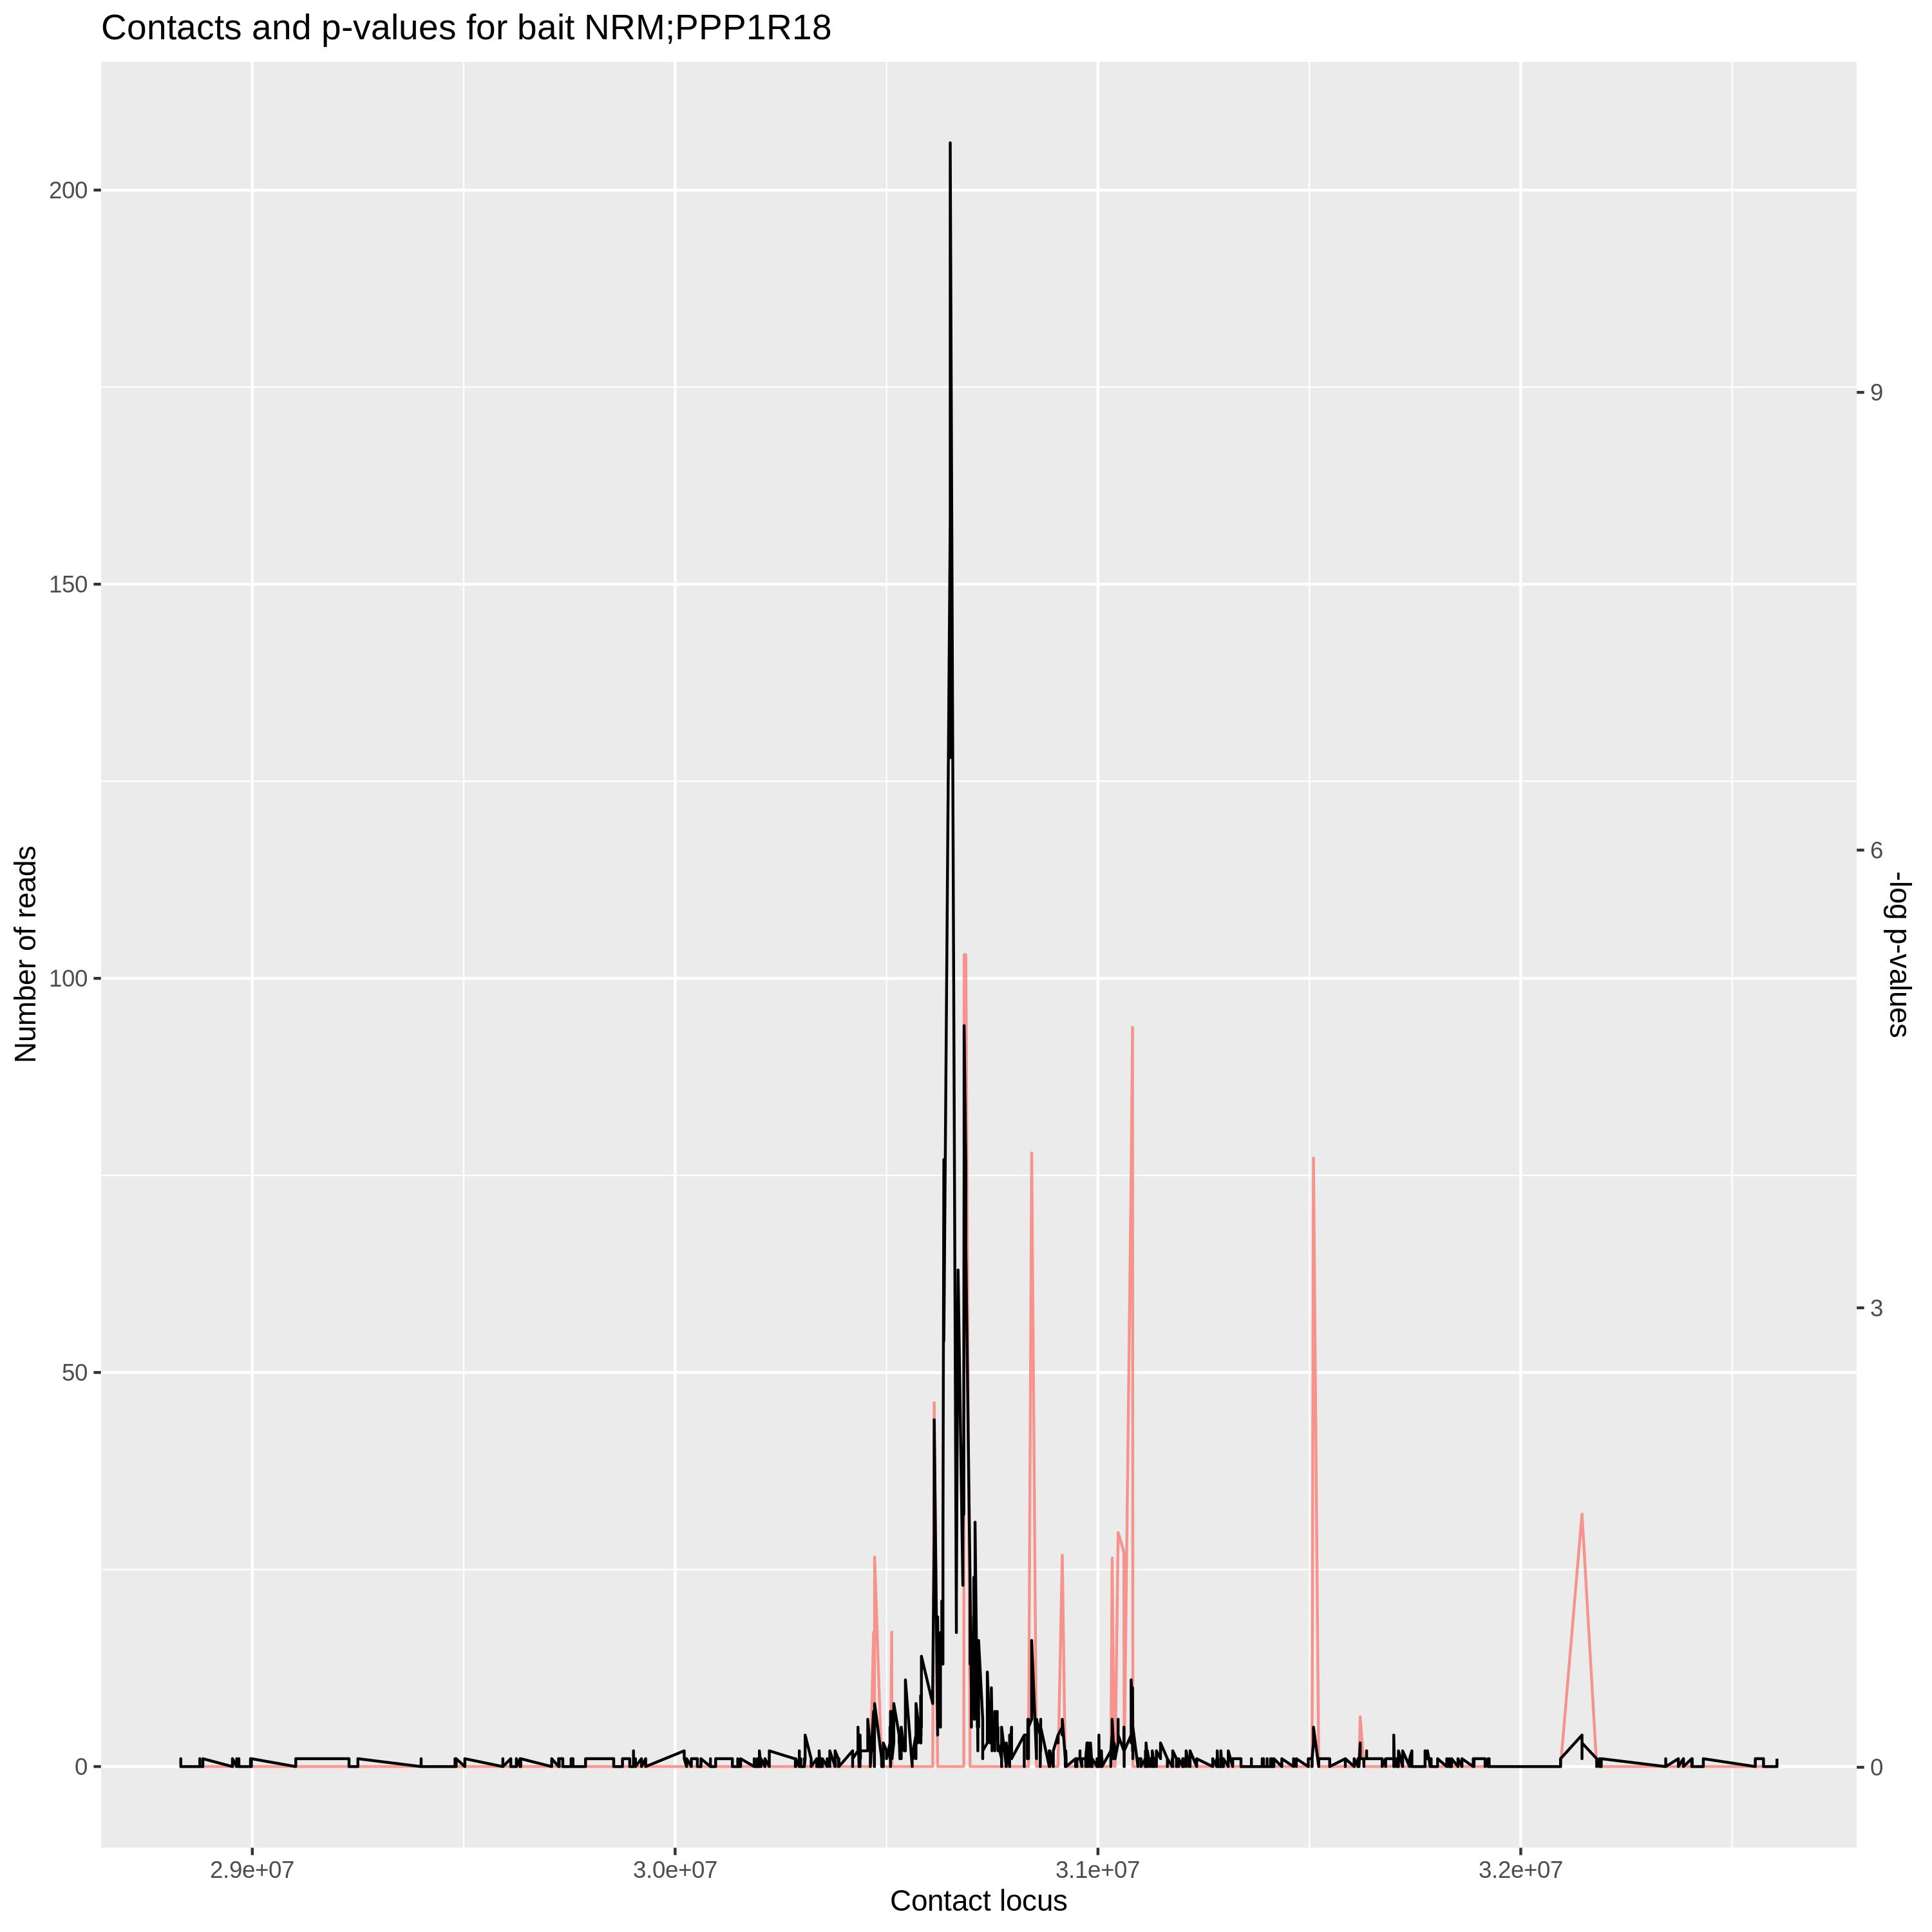 Contacts and p-values for bait NRM;PPP1R18
200
150
100
50
0
Number of reads
9
6
3
0
-log p-values
2.9e+07 3.0e+07 3.1e+07 3.2e+07
Contact locus